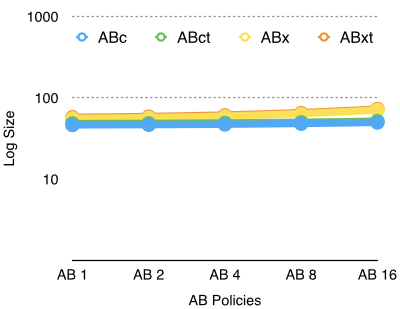 1000
ABc ABct ABx ABxt
100
Log Size
10
AB 1 AB 2 AB 4 AB 8 AB 16
AB Policies